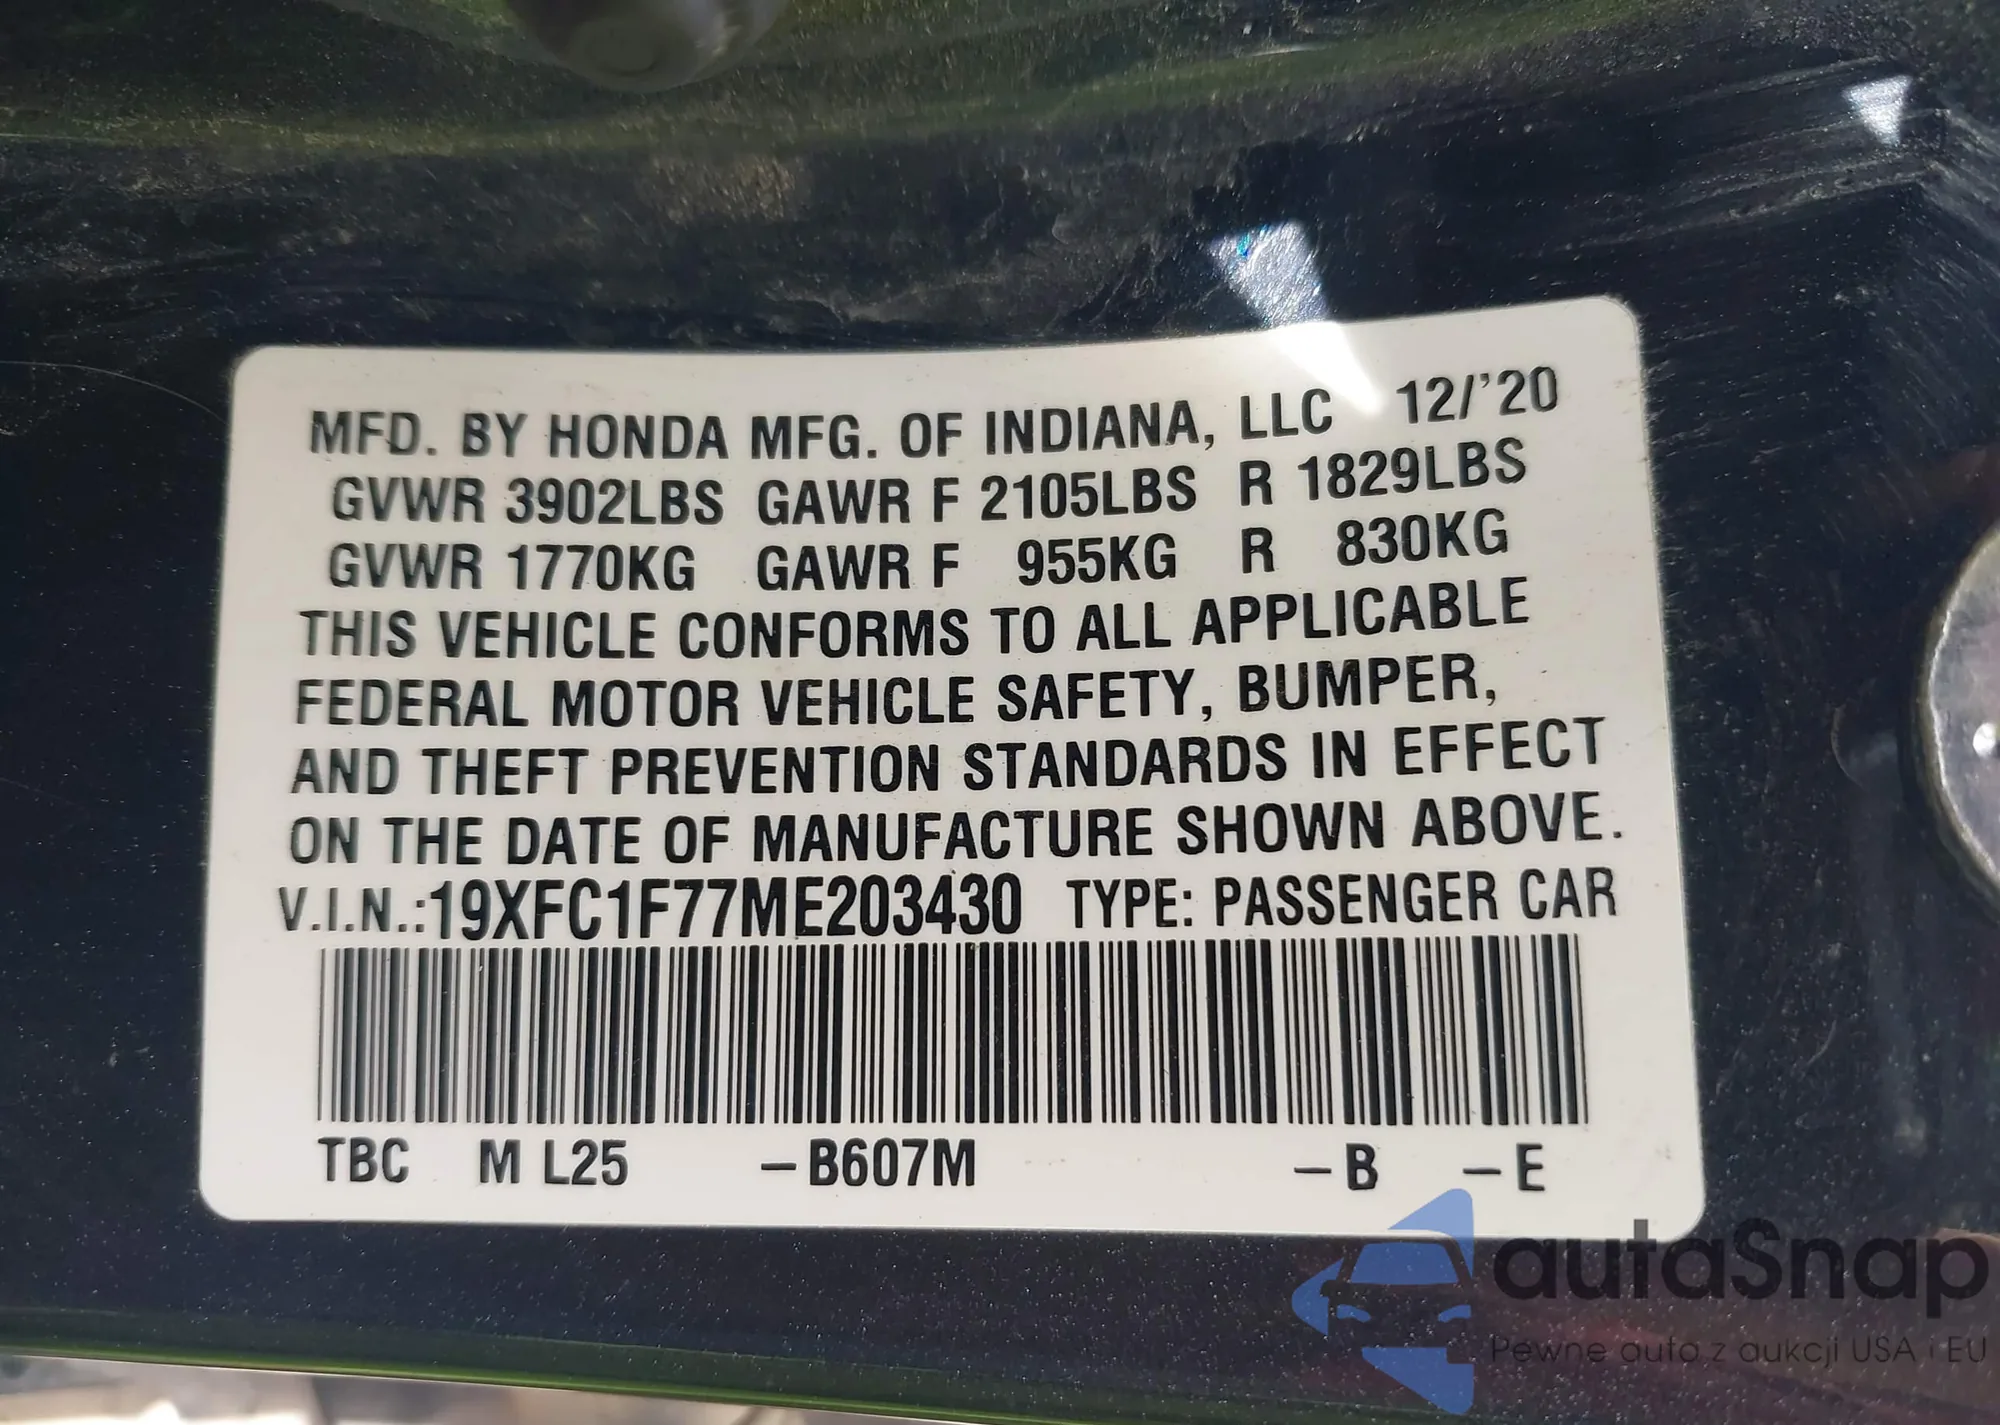 MFD. BY HONDA MFG. OF INDIANA, LLC 12/'20
GVWR 3902LBS GAWR F 2105LBS R 1829LBS
GVWR 1770KG GAWR F 955KG R 830KG
THIS VEHICLE CONFORMS TO ALL APPLICABLE
FEDERAL MOTOR VEHICLE SAFETY, BUMPER,
AND THEFT PREVENTION STANDARDS IN EFFECT
ON THE DATE OF MANUFACTURE SHOWN ABOVE.
V.I.N.:19XFC1F77ME203430 TYPE: PASSENGER CAR
TBC M L25 –B607M –B –E
autaSnap
Pewne auta z aukcji USA i EU